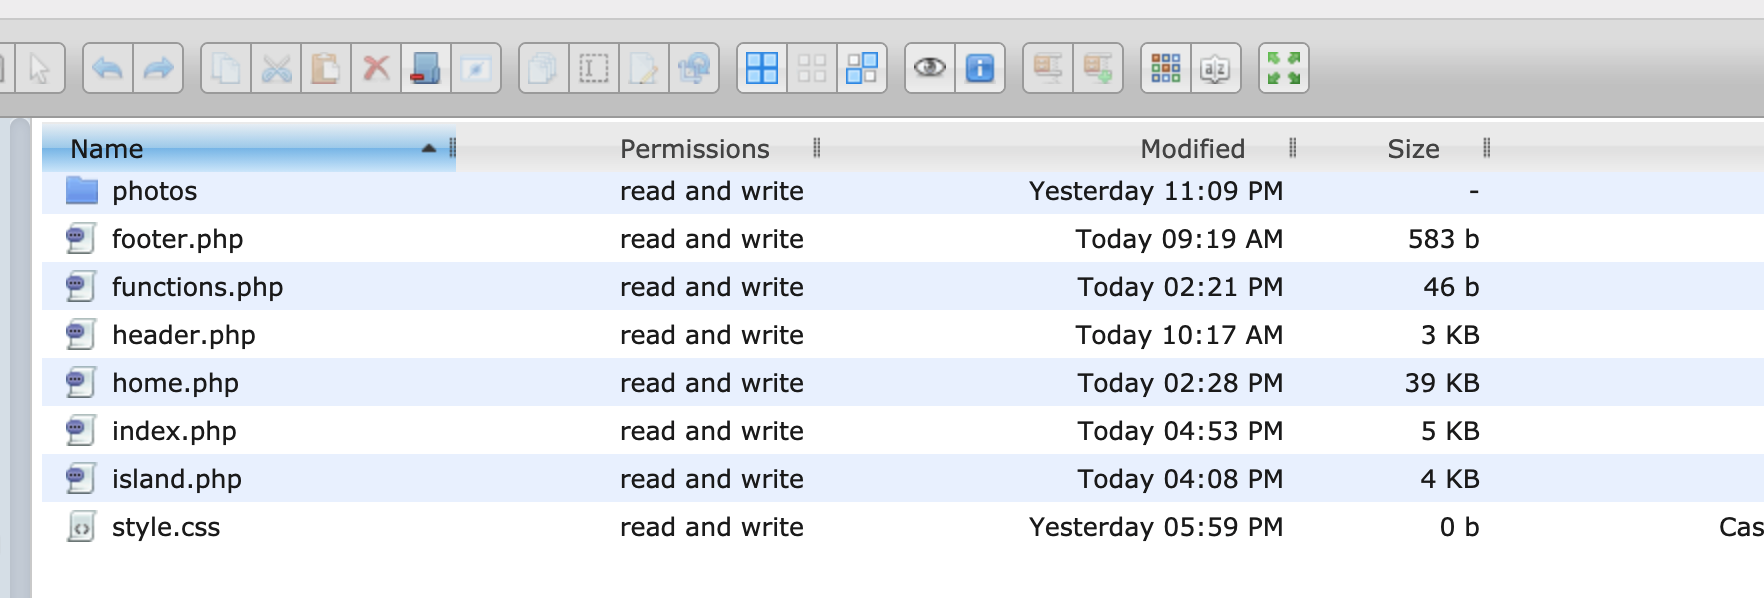 Name Permissions Modified Size
photos read and write Yesterday 11:09 PM -
footer.php read and write Today 09:19 AM 583 b
functions.php read and write Today 02:21 PM 46 b
header.php read and write Today 10:17 AM 3 KB
home.php read and write Today 02:28 PM 39 KB
index.php read and write Today 04:53 PM 5 KB
island.php read and write Today 04:08 PM 4 KB
style.css read and write Yesterday 05:59 PM 0 b Cas